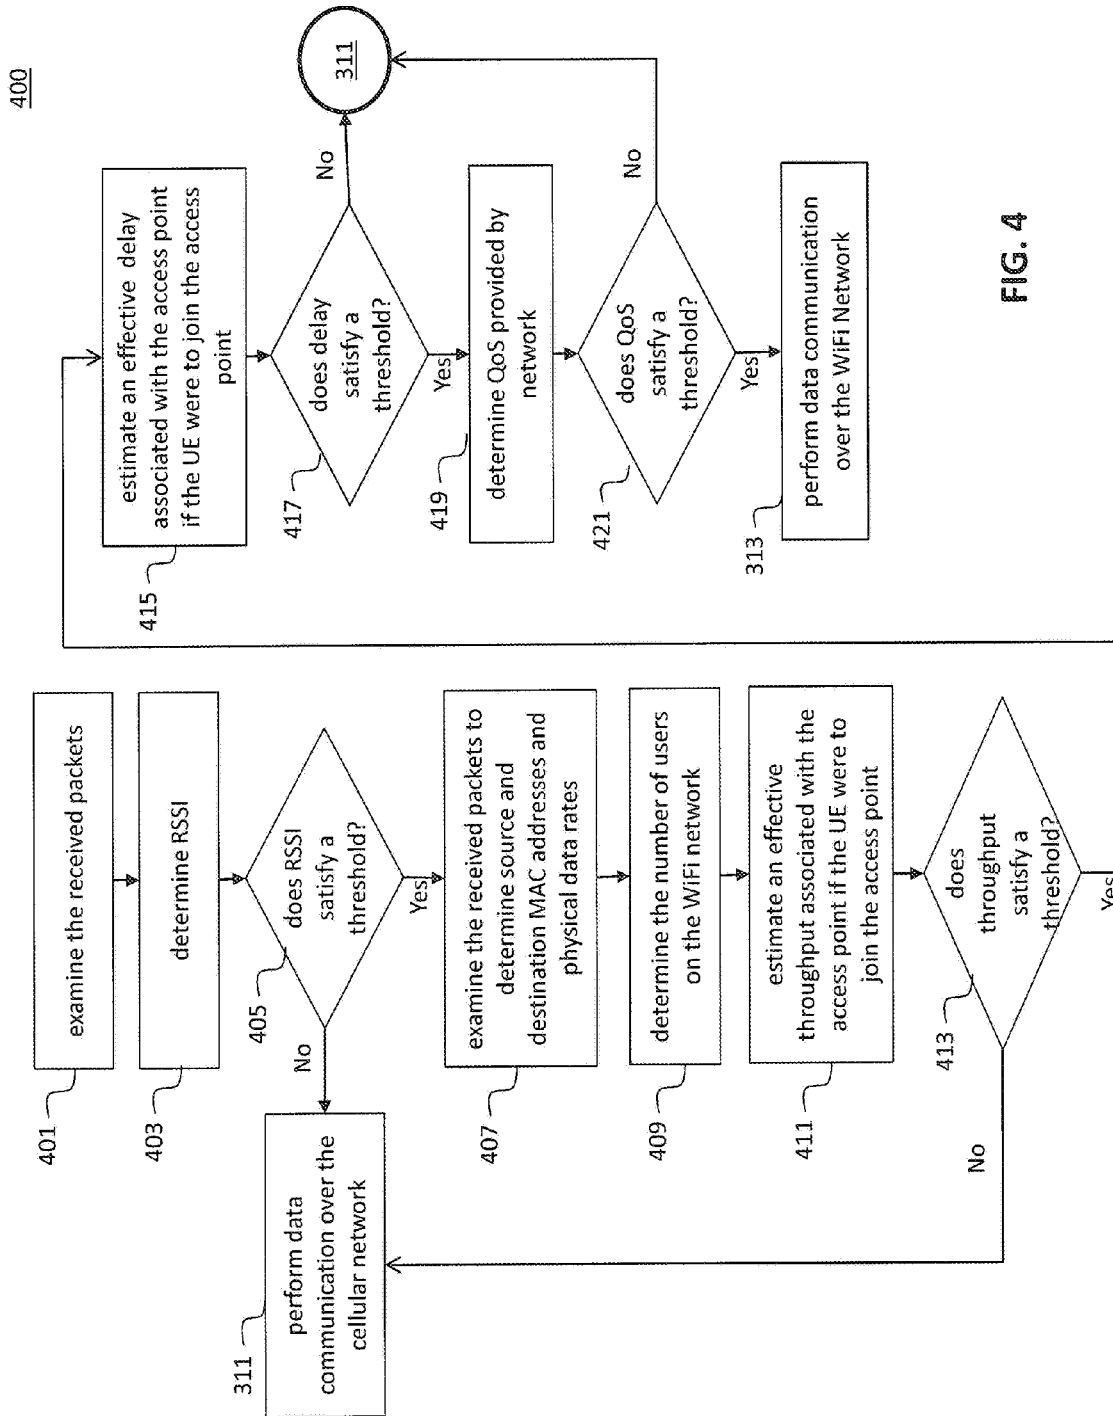 400
401
examine the received packets
403
determine RSSI
405
does RSSI
satisfy a
threshold?
No
Yes
311
perform data
communication over the
cellular network
407
examine the received packets to
determine source and
destination MAC addresses and
physical data rates
409
determine the number of users
on the WiFi network
411
estimate an effective
throughput associated with the
access point if the UE were to
join the access point
413
does
throughput
satisfy a
threshold?
No
Yes
415
estimate an effective delay
associated with the access point
if the UE were to join the access
point
417
does delay
satisfy a
threshold?
No
311
Yes
419
determine QoS provided by
network
421
does QoS
satisfy a
threshold?
No
Yes
313
perform data communication
over the WiFi Network
FIG. 4